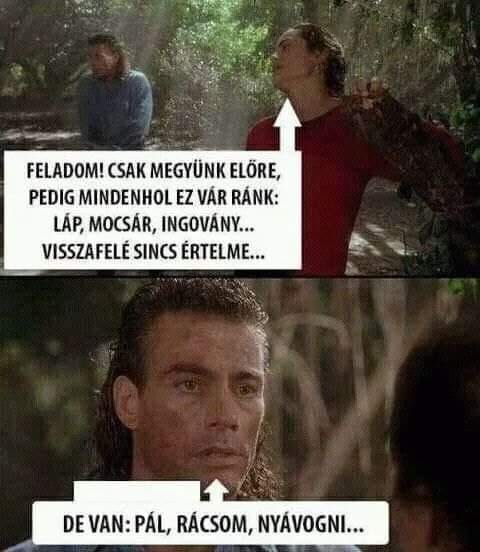 FELADOM! CSAK MEGYÜNK ELŐRE,
PEDIG MINDENHOL EZ VÁR RÁNK:
LÁP, MOCSÁR, INGOVÁNY...
VISSZAFELÉ SINCS ÉRTELME...
DE VAN: PÁL, RÁCSOM, NYÁVOGNI...